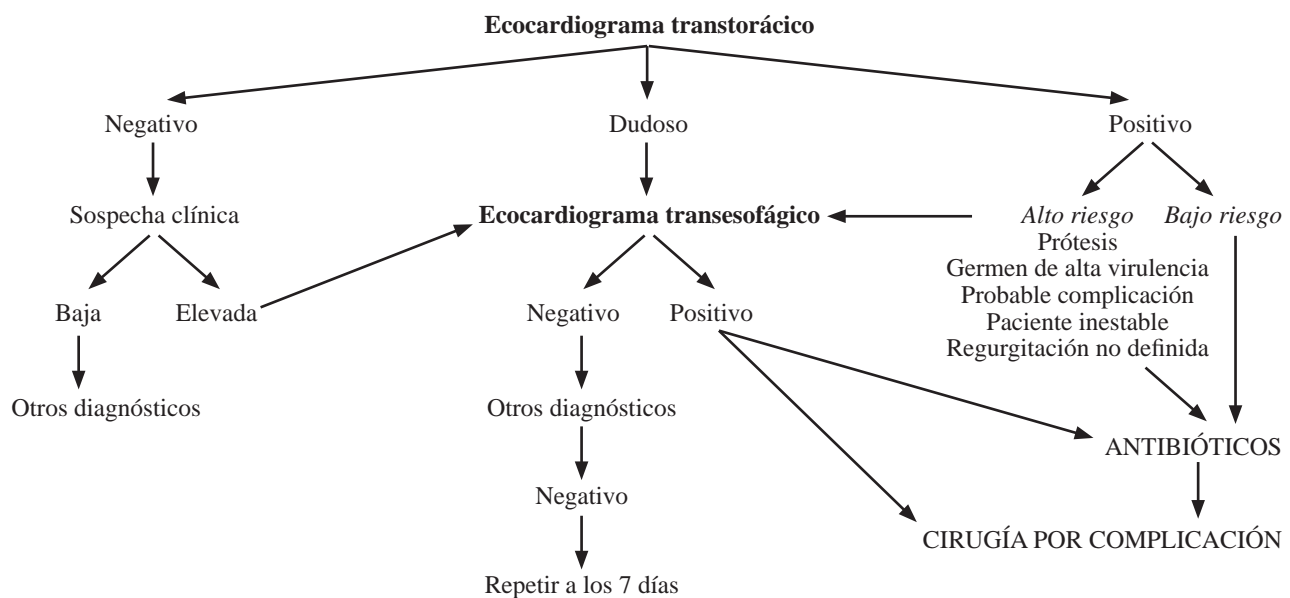 Ecocardiograma transtorácico
Negativo Dudoso Positivo
Sospecha clínica Ecocardiograma transesofágico Alto riesgo Bajo riesgo
Prótesis
Germen de alta virulencia
Probable complicación
Paciente inestable
Regurgitación no definida
Baja Elevada Negativo Positivo
Otros diagnósticos Otros diagnósticos
ANTIBIÓTICOS
Negativo
CIRUGÍA POR COMPLICACIÓN
Repetir a los 7 días